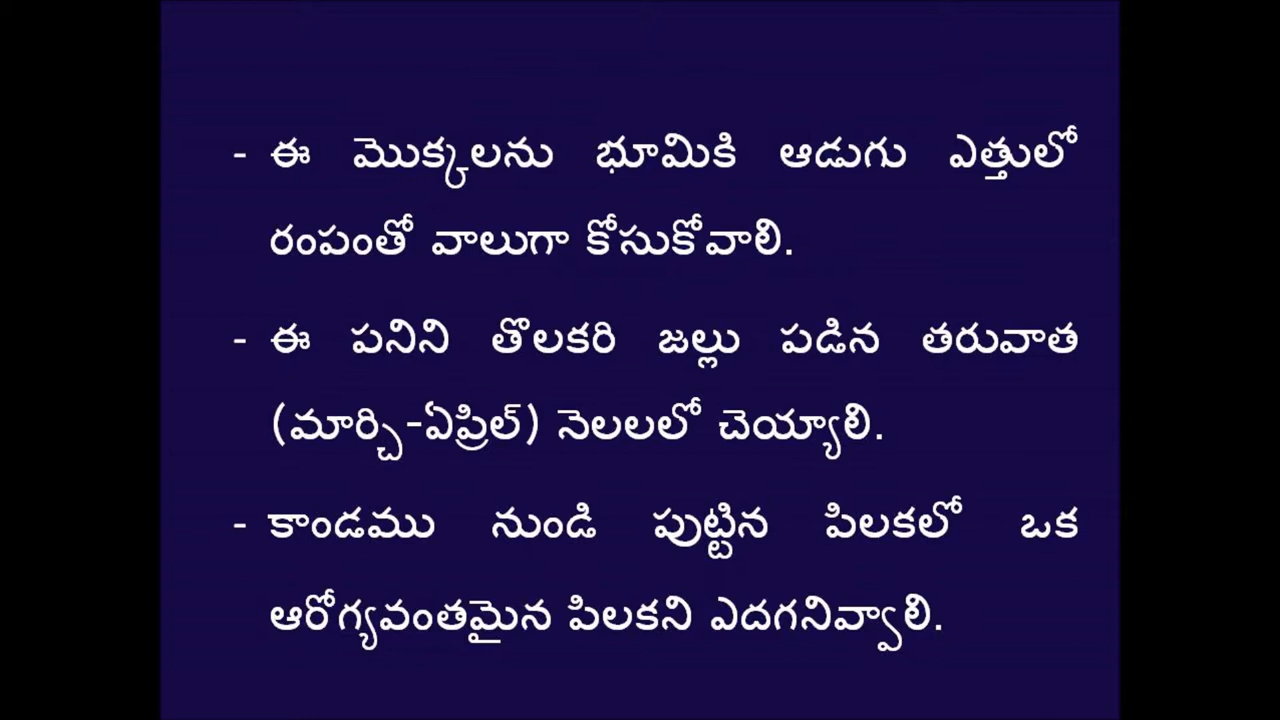 - ఈ మొక్కలను భూమికి ఆడుగు ఎత్తులో
రంపంతో వాలుగా కోసుకోవాలి.
- ఈ పనిని తొలకరి జల్లు పడిన తరువాత
(మార్చి-ఏప్రిల్) నెలలలో చెయ్యాలి.
- కాండము నుండి పుట్టిన పిలకలో ఒక
ఆరోగ్యవంతమైన పిలకని ఎదగనివ్వాలి.